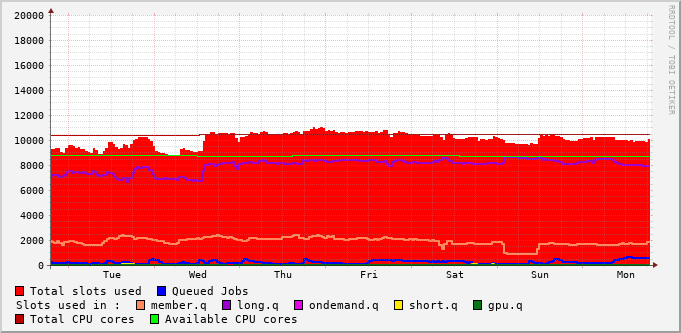 RRDTOOL / TOBI OETIKER
20000
18000
16000
14000
12000
10000
8000
6000
4000
2000
0
Tue Wed Thu Fri Sat Sun Mon
Total slots used Queued Jobs
Slots used in : member.q long.q ondemand.q short.q gpu.q
Total CPU cores Available CPU cores